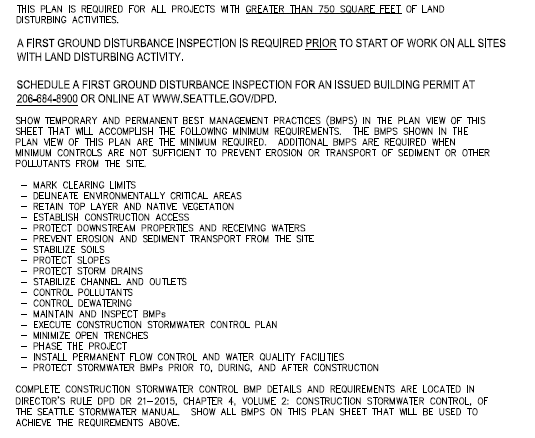 THIS PLAN IS REQUIRED FOR ALL PROJECTS WITH GREATER THAN 750 SQUARE FEET OF LAND
DISTURBING ACTIVITIES.
A FIRST GROUND DISTURBANCE INSPECTION IS REQUIRED PRIOR TO START OF WORK ON ALL SITES
WITH LAND DISTURBING ACTIVITY.
SCHEDULE A FIRST GROUND DISTURBANCE INSPECTION FOR AN ISSUED BUILDING PERMIT AT
206-684-8900 OR ONLINE AT WWW.SEATTLE.GOV/DPD.
SHOW TEMPORARY AND PERMANENT BEST MANAGEMENT PRACTICES (BMPS) IN THE PLAN VIEW OF THIS
SHEET THAT WILL ACCOMPLISH THE FOLLOWING MINIMUM REQUIREMENTS. THE BMPS SHOWN IN THE
PLAN VIEW OF THIS PLAN ARE THE MINIMUM REQUIRED. ADDITIONAL BMPS ARE REQUIRED WHEN
MINIMUM CONTROLS ARE NOT SUFFICIENT TO PREVENT EROSION OR TRANSPORT OF SEDIMENT OR OTHER
POLLUTANTS FROM THE SITE.
- MARK CLEARING LIMITS
- DELINEATE ENVIRONMENTALLY CRITICAL AREAS
- RETAIN TOP LAYER AND NATIVE VEGETATION
- ESTABLISH CONSTRUCTION ACCESS
- PROTECT DOWNSTREAM PROPERTIES AND RECEIVING WATERS
- PREVENT EROSION AND SEDIMENT TRANSPORT FROM THE SITE
- STABILIZE SOILS
- PROTECT SLOPES
- PROTECT STORM DRAINS
- STABILIZE CHANNEL AND OUTLETS
- CONTROL POLLUTANTS
- CONTROL DEWATERING
- MAINTAIN AND INSPECT BMPs
- EXECUTE CONSTRUCTION STORMWATER CONTROL PLAN
- MINIMIZE OPEN TRENCHES
- PHASE THE PROJECT
- INSTALL PERMANENT FLOW CONTROL AND WATER QUALITY FACILITIES
- PROTECT STORMWATER BMPs PRIOR TO, DURING, AND AFTER CONSTRUCTION
COMPLETE CONSTRUCTION STORMWATER CONTROL BMP DETAILS AND REQUIREMENTS ARE LOCATED IN
DIRECTOR'S RULE DPD DR 21-2015, CHAPTER 4, VOLUME 2: CONSTRUCTION STORMWATER CONTROL, OF
THE SEATTLE STORMWATER MANUAL. SHOW ALL BMPS ON THIS PLAN SHEET THAT WILL BE USED TO
ACHIEVE THE REQUIREMENTS ABOVE.